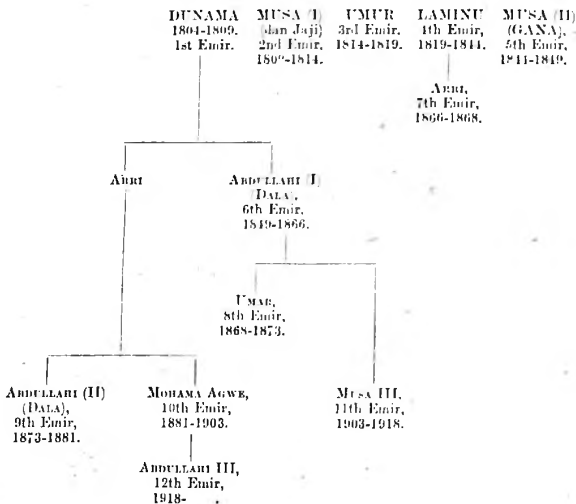 DUNAMA
1804-1809.
1st Emir.
MUSA (I)
(dan Jaji)
2nd Emir,
1809-1814.
UMUR
3rd Emir.
1814-1819.
LAMINU
4th Emir,
1819-1844.
MUSA (II)
(GANA),
5th Emir,
1844-1849.
ARRI,
7th Emir,
1866-1868.
ARRI
ABDULLAHI (I)
(DALA),
6th Emir,
1849-1866.
UMAR,
8th Emir,
1868-1873.
ABDULLAHI (II)
(DALA),
9th Emir,
1873-1881.
MOHAMA AGWE,
10th Emir,
1881-1903.
MUSA III,
11th Emir,
1903-1918.
ABDULLAHI III,
12th Emir,
1918-